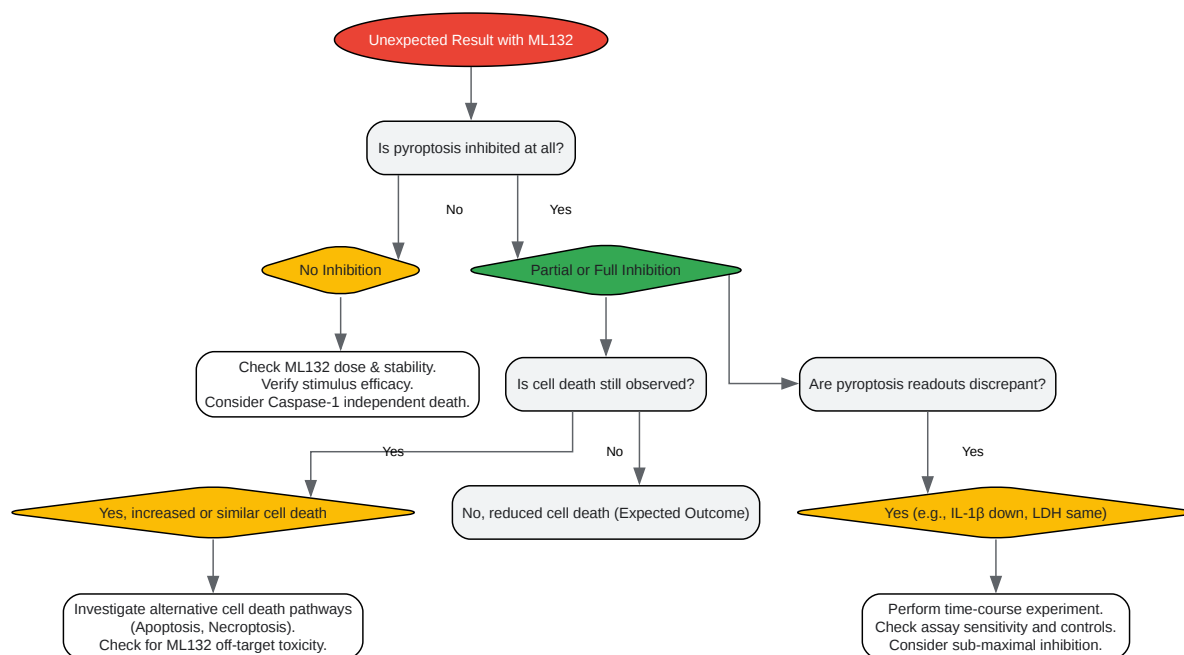 Unexpected Result with ML132
Is pyroptosis inhibited at all?
No
Yes
No Inhibition
Partial or Full Inhibition
Check ML132 dose & stability.
Verify stimulus efficacy.
Consider Caspase-1 independent death.
Is cell death still observed?
Are pyroptosis readouts discrepant?
Yes
No
Yes
Yes, increased or similar cell death
No, reduced cell death (Expected Outcome)
Yes (e.g., IL-1β down, LDH same)
Investigate alternative cell death pathways
(Apoptosis, Necroptosis).
Check for ML132 off-target toxicity.
Perform time-course experiment.
Check assay sensitivity and controls.
Consider sub-maximal inhibition.